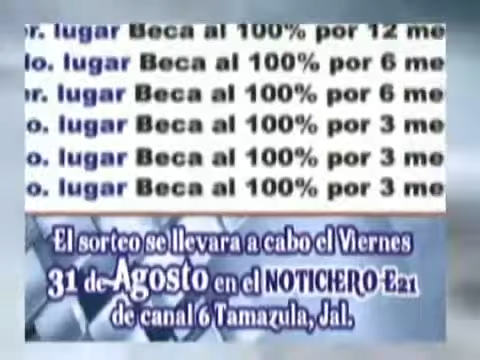 r. lugar Beca al 100% por 12 me
do. lugar Beca al 100% por 6 me
er. lugar Beca al 100% por 6 me
o. lugar Beca al 100% por 3 me
o. lugar Beca al 100% por 3 me
o. lugar Beca al 100% por 3 me
El sorteo se llevara a cabo el Viernes
31 de Agosto en el NOTICIERO E21
de canal 6 Tamazula, Jal.